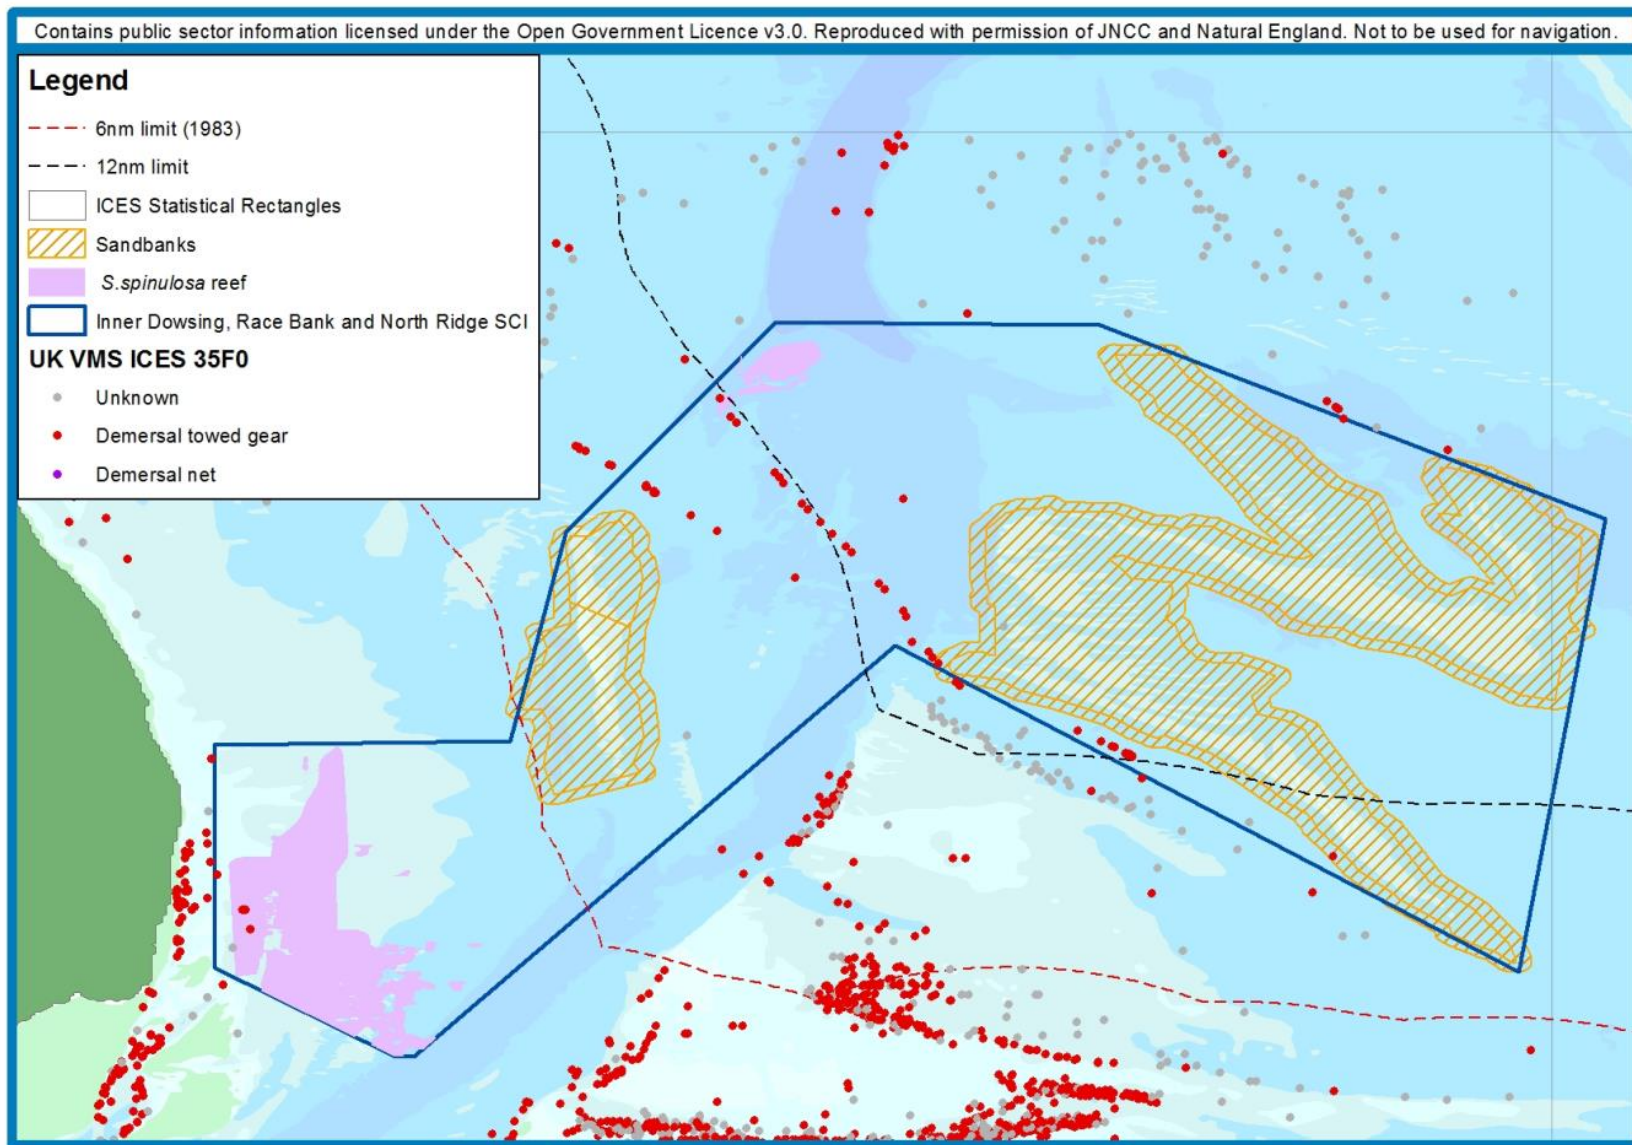 Contains public sector information licensed under the Open Government Licence v3.0. Reproduced with permission of JNCC and Natural England. Not to be used for navigation.
Legend
6nm limit (1983)
12nm limit
ICES Statistical Rectangles
Sandbanks
S.spinulosa reef
Inner Dowsing, Race Bank and North Ridge SCI
UK VMS ICES 35F0
Unknown
Demersal towed gear
Demersal net